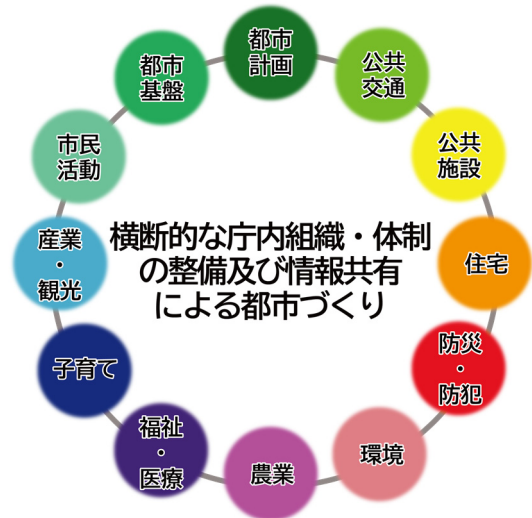 都市
計画
公共
交通
公共
施設
住宅
防災
・
防犯
環境
農業
福祉
・
医療
子育て
産業
・
観光
市民
活動
都市
基盤
横断的な庁内組織・体制
の整備及び情報共有
による都市づくり